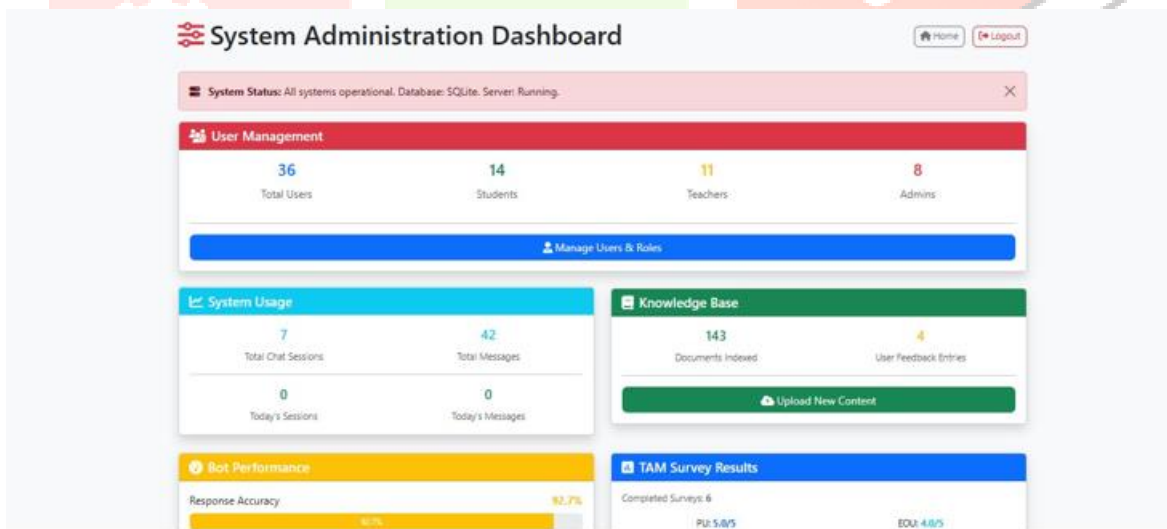 System Administration Dashboard
Home
Logout
System Status: All systems operational. Database: SQLite. Server: Running.
User Management
36 14 11 8
Total Users Students Teachers Admins
Manage Users & Roles
System Usage
7 42
Total Chat Sessions Total Messages
0 0
Today's Sessions Today's Messages
Knowledge Base
143 4
Documents Indexed User Feedback Entries
Upload New Content
Bot Performance
Response Accuracy 92.7%
92.7%
TAM Survey Results
Completed Surveys: 6
PU: 5.0/5 EOU: 4.0/5